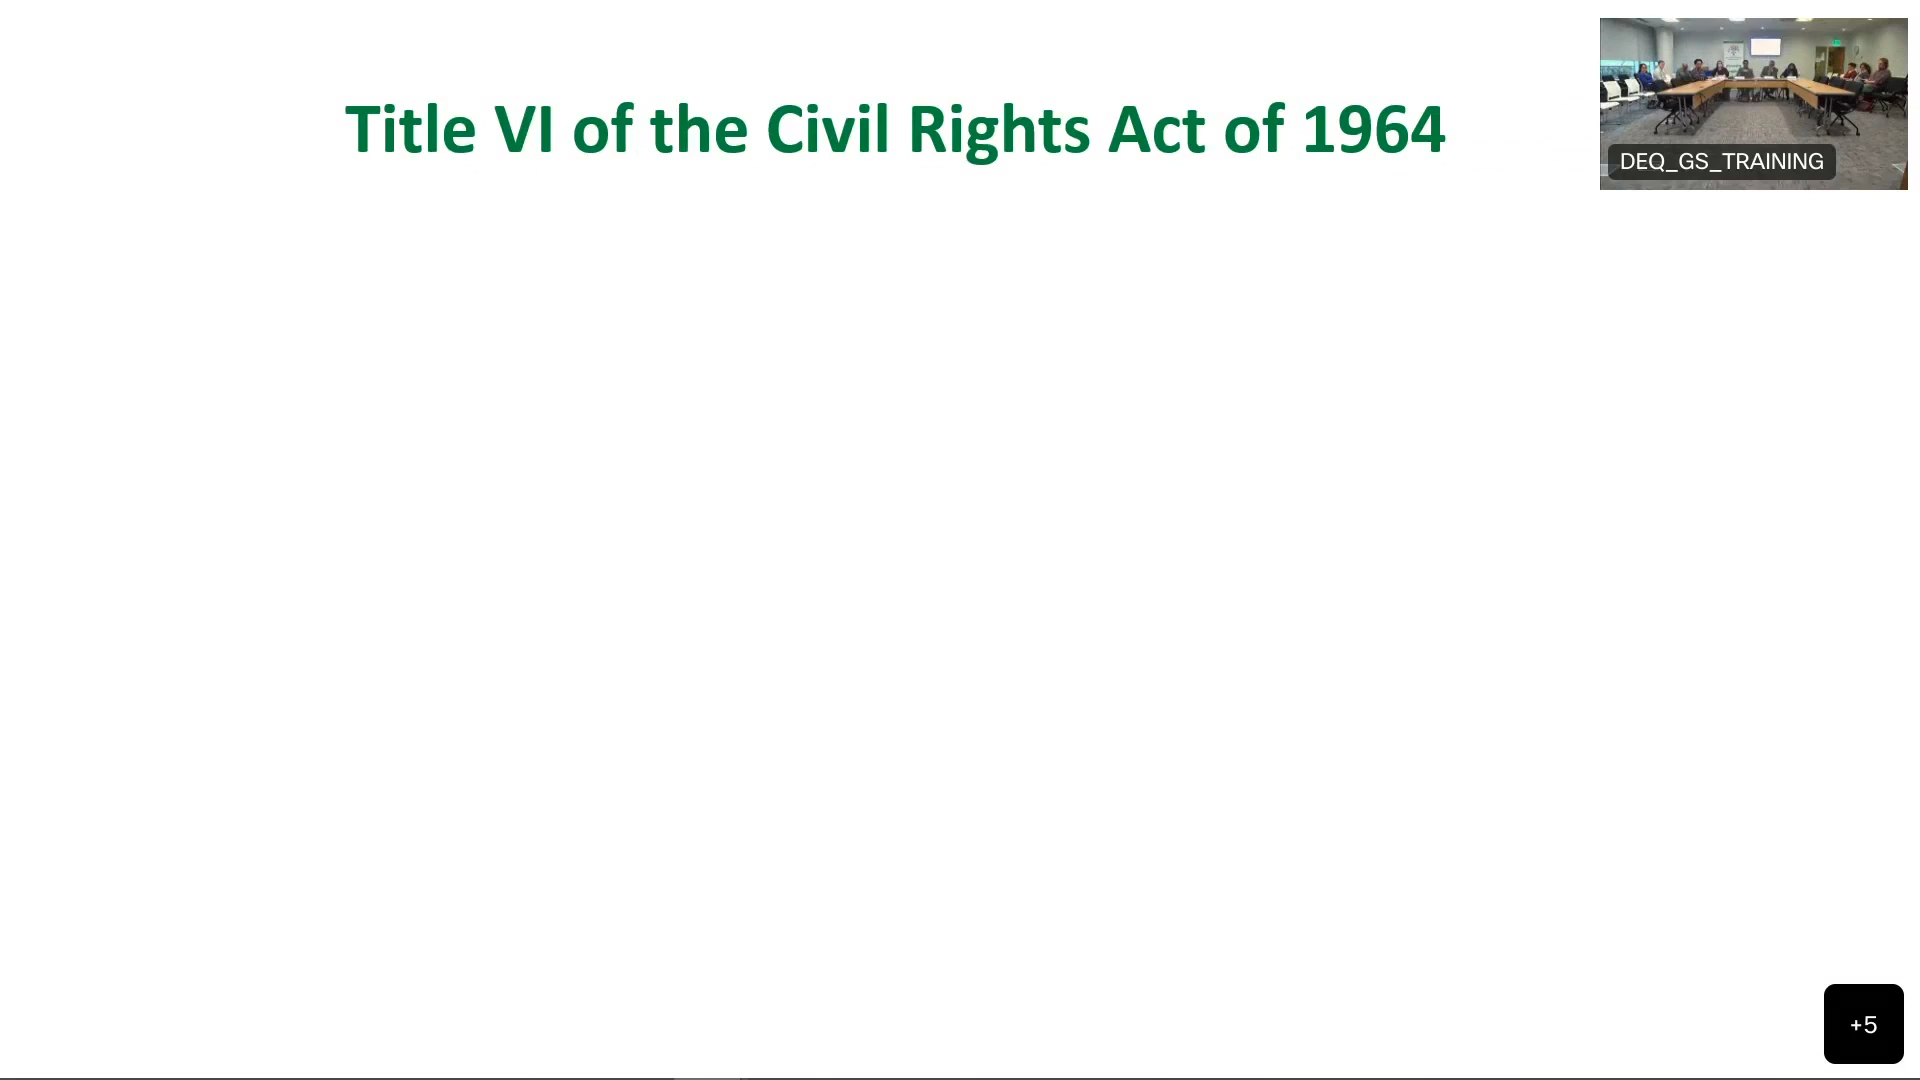 Title VI of the Civil Rights Act of 1964
DEQ_GS_TRAINING
+5